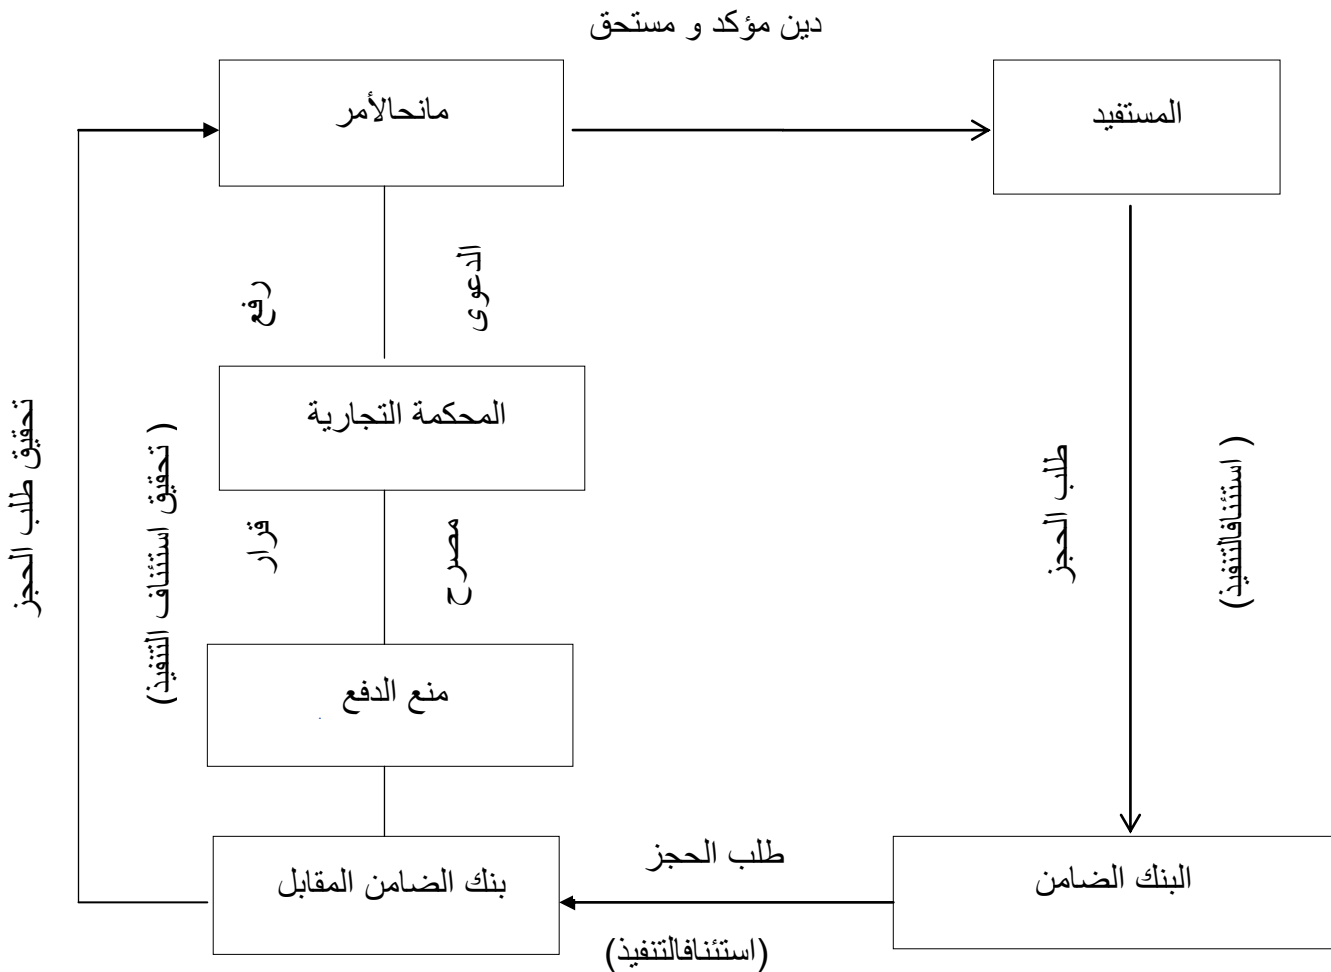 دين مؤكد و مستحق
المستفيد
مانحالأمر
الدعوى
رفع
المحكمة التجارية
طلب الحجز
(استئنافالتنفيذ)
تحقيق طلب الحجز
(تحقيق استئناف التنفيذ)
مصرح
قرار
منع الدفع
طلب الحجز
(استئنافالتنفيذ)
البنك الضامن
بنك الضامن المقابل